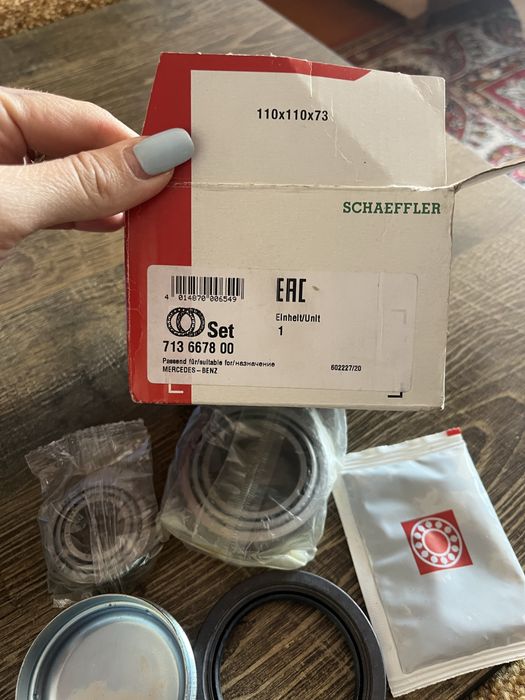 110x110x73
SCHAEFFLER
4 014870 006549
EAC
Set
Einheit/Unit
1
713 6678 00
Passend für/suitable for/назначение
MERCEDES-BENZ
602227/20